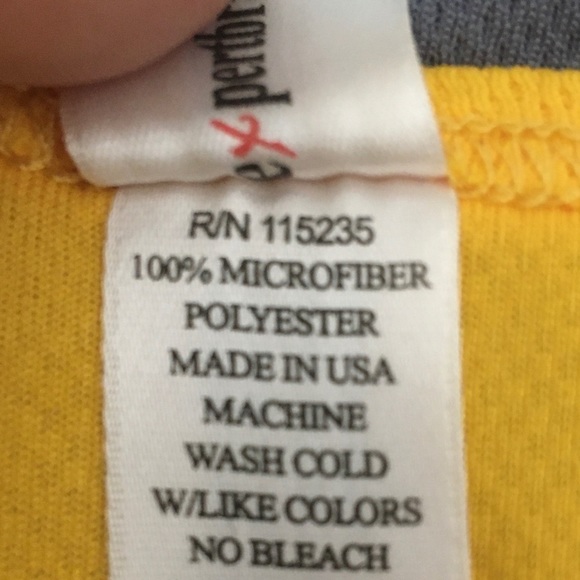 R/N 115235
100% MICROFIBER
POLYESTER
MADE IN USA
MACHINE
WASH COLD
W/LIKE COLORS
NO BLEACH